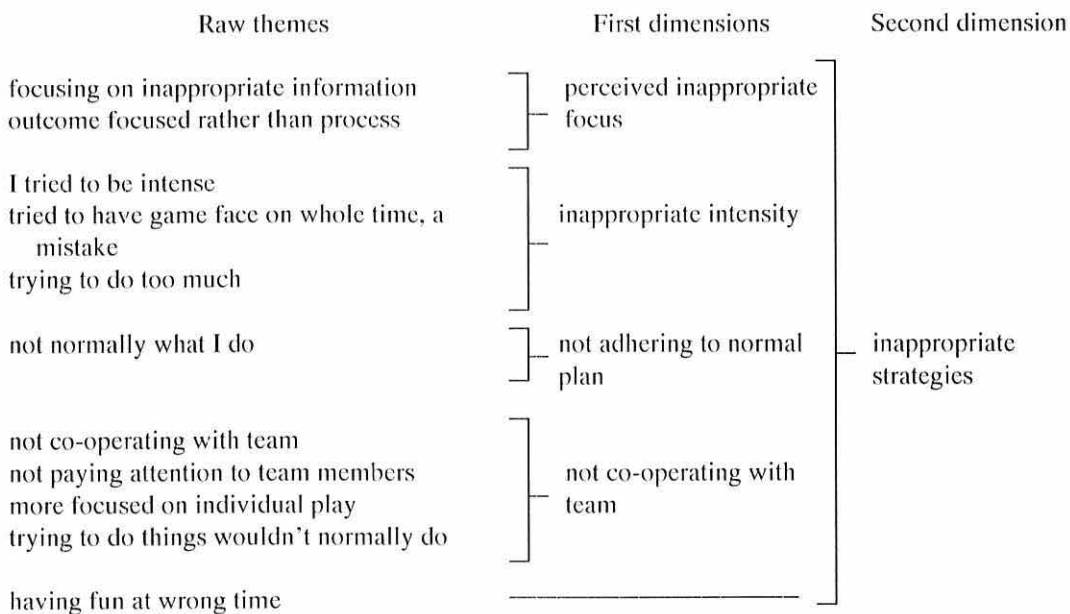 Raw themes First dimensions Second dimension
focusing on inappropriate information
outcome focused rather than process
perceived inappropriate
focus
I tried to be intense
tried to have game face on whole time, a
mistake
trying to do too much
inappropriate intensity
not normally what I do
not adhering to normal
plan
inappropriate
strategies
not co-operating with team
not paying attention to team members
more focused on individual play
trying to do things wouldn't normally do
not co-operating with
team
having fun at wrong time